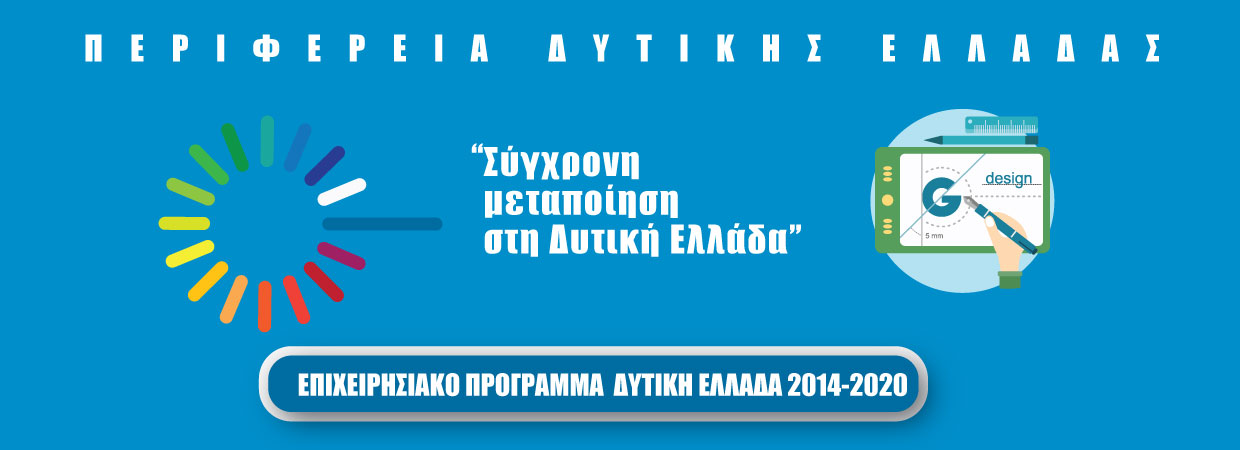 ΠΕΡΙΦΕΡΕΙΑ ΔΥΤΙΚΗΣ ΕΛΛΑΔΑΣ
“Σύγχρονη
μεταποίηση
στη Δυτική Ελλάδα”
G
design
5 mm
ΕΠΙΧΕΙΡΗΣΙΑΚΟ ΠΡΟΓΡΑΜΜΑ ΔΥΤΙΚΗ ΕΛΛΑΔΑ 2014-2020